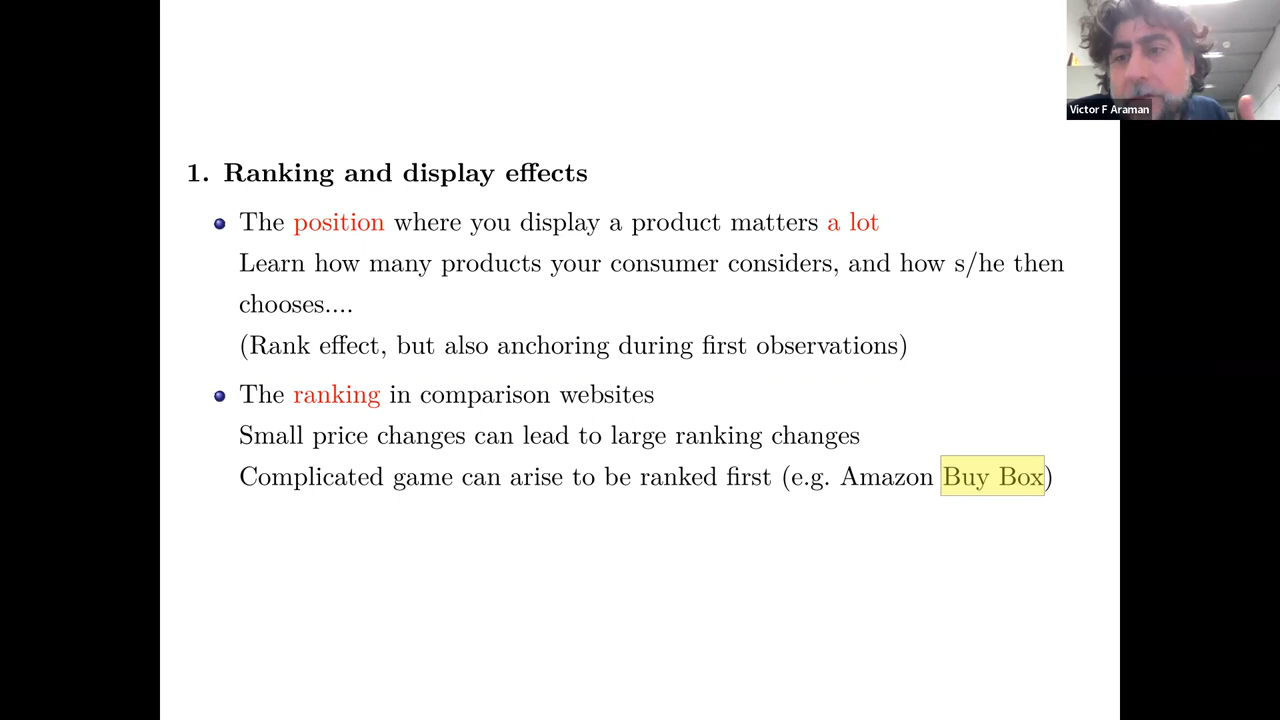 Victor F Araman
1. Ranking and display effects
The position where you display a product matters a lot
Learn how many products your consumer considers, and how s/he then
chooses....
(Rank effect, but also anchoring during first observations)
The ranking in comparison websites
Small price changes can lead to large ranking changes
Complicated game can arise to be ranked first (e.g. Amazon Buy Box)